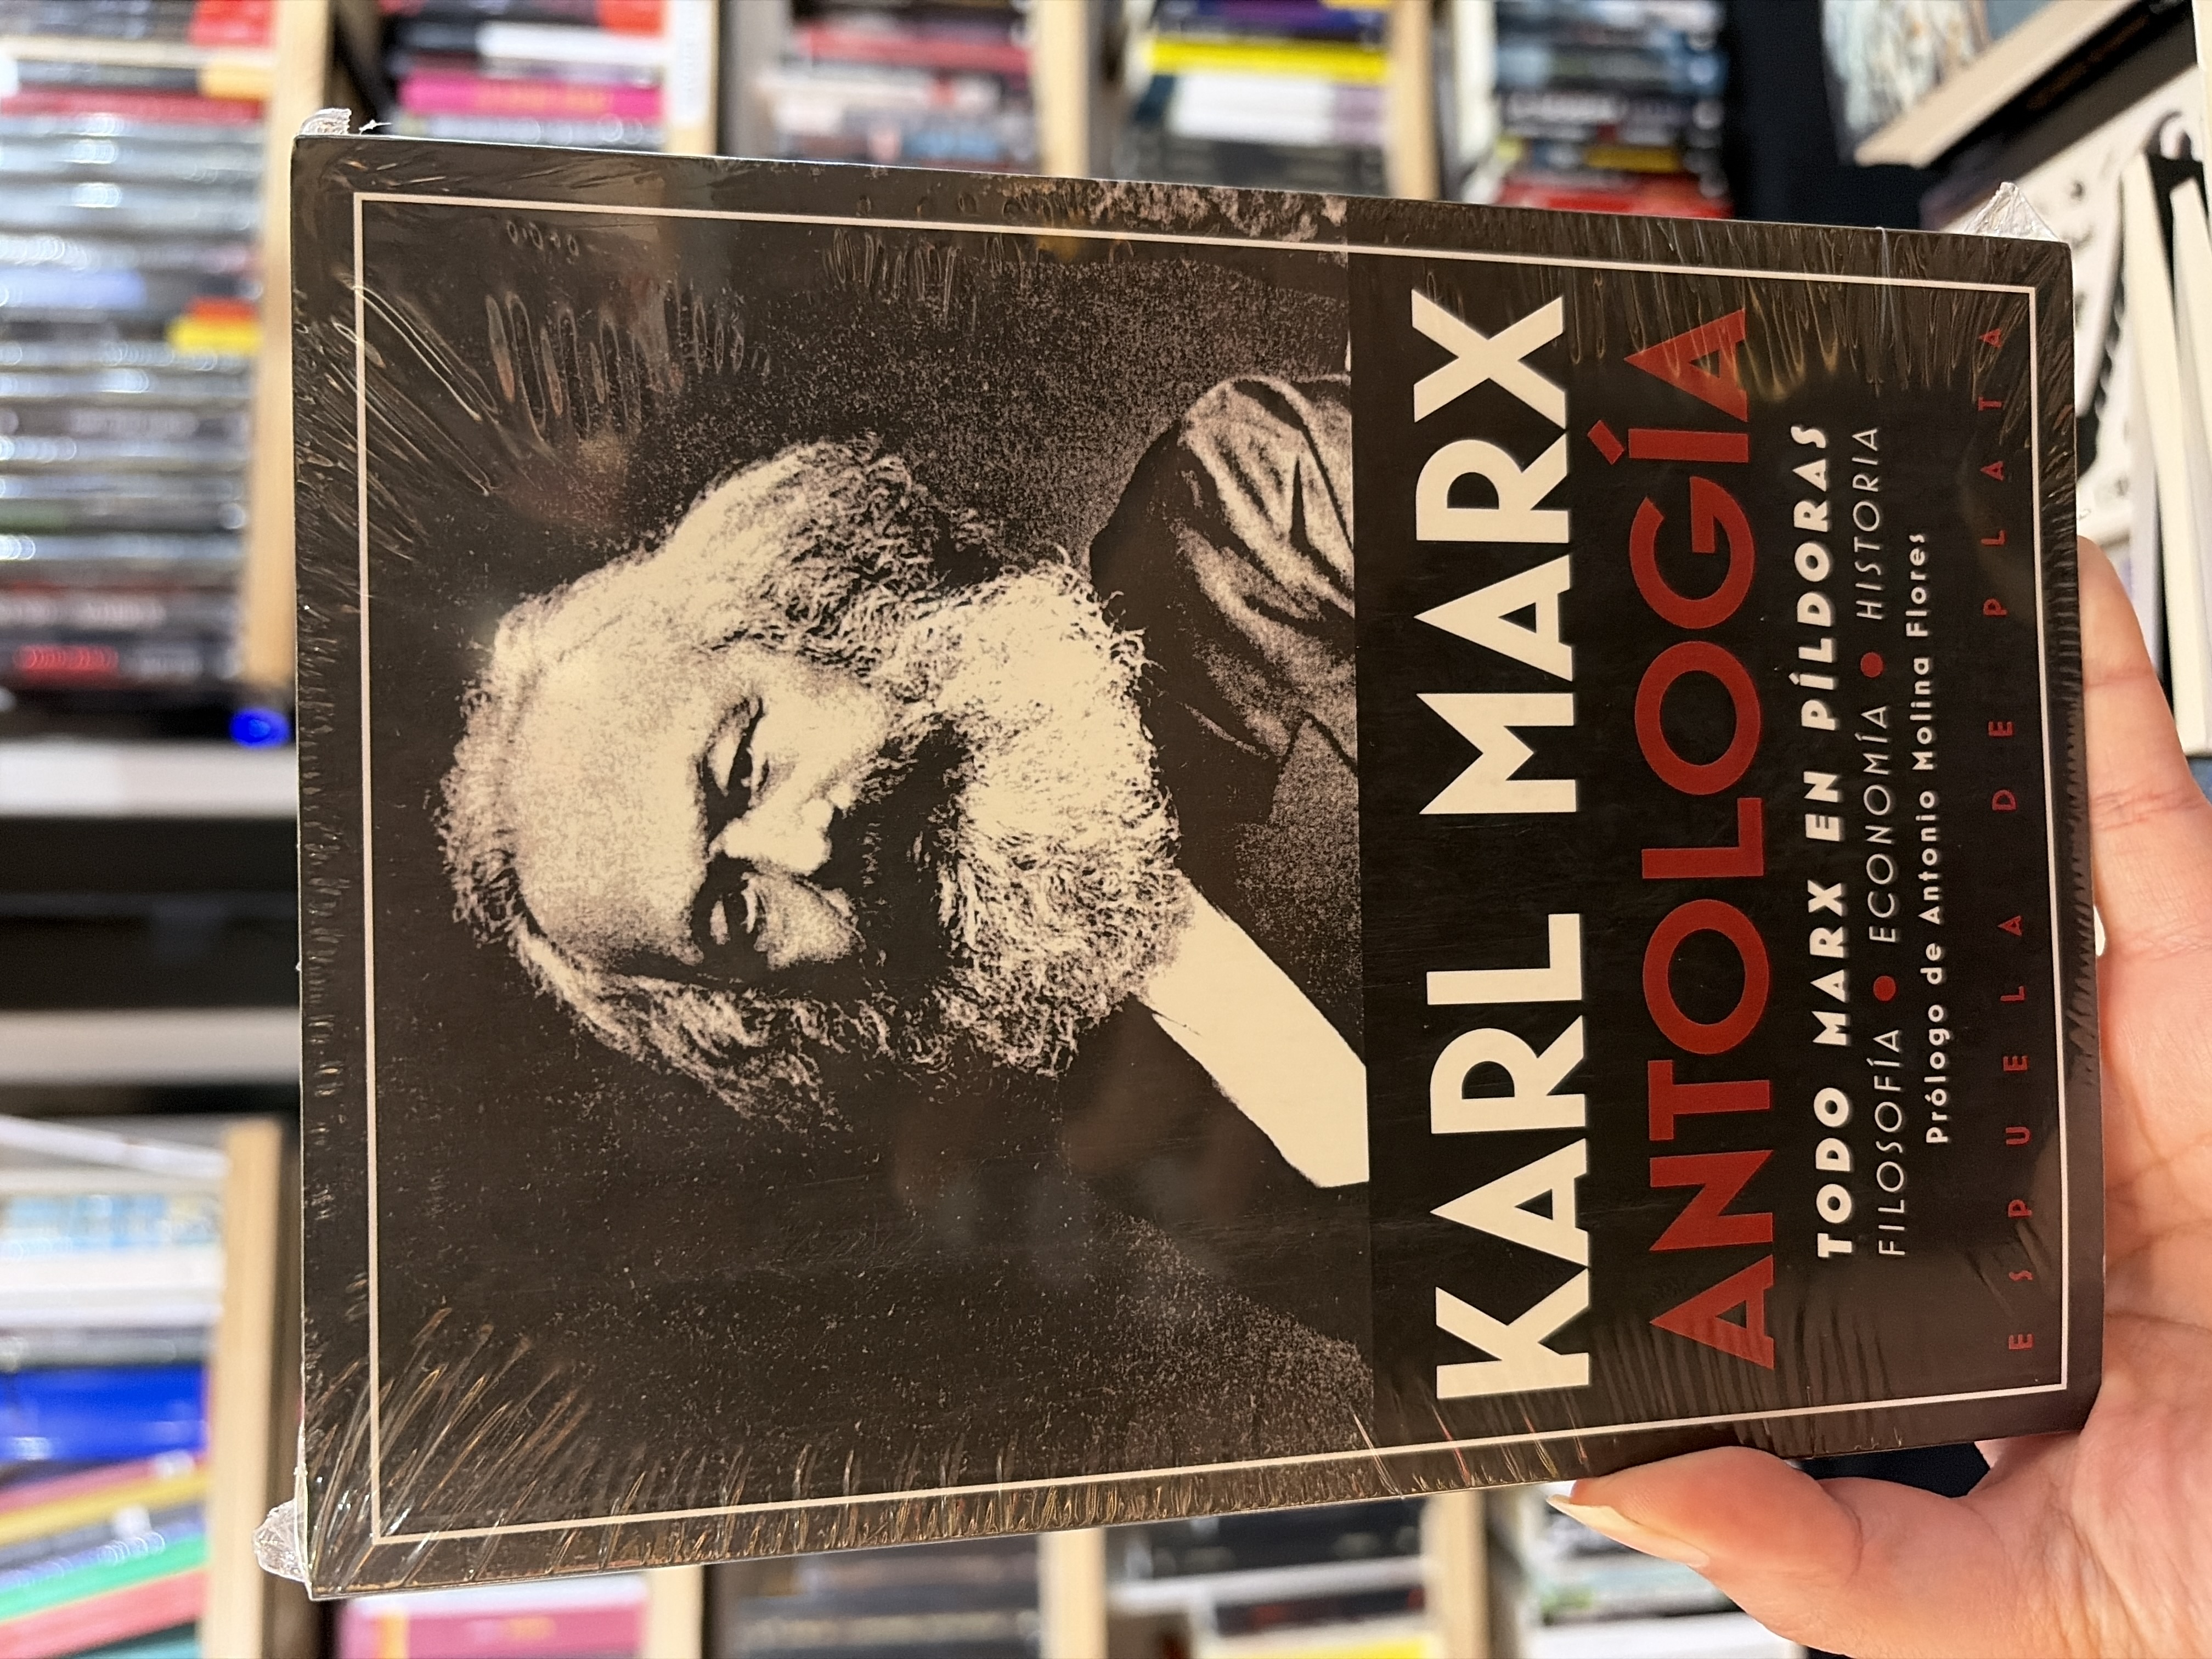 KARL MARX
ANTOLOGÍA
TODO MARX EN PÍLDORAS
FILOSOFÍA • ECONOMÍA • HISTORIA
Prólogo de Antonio Molina Flores
ESPUELA DE PLATA